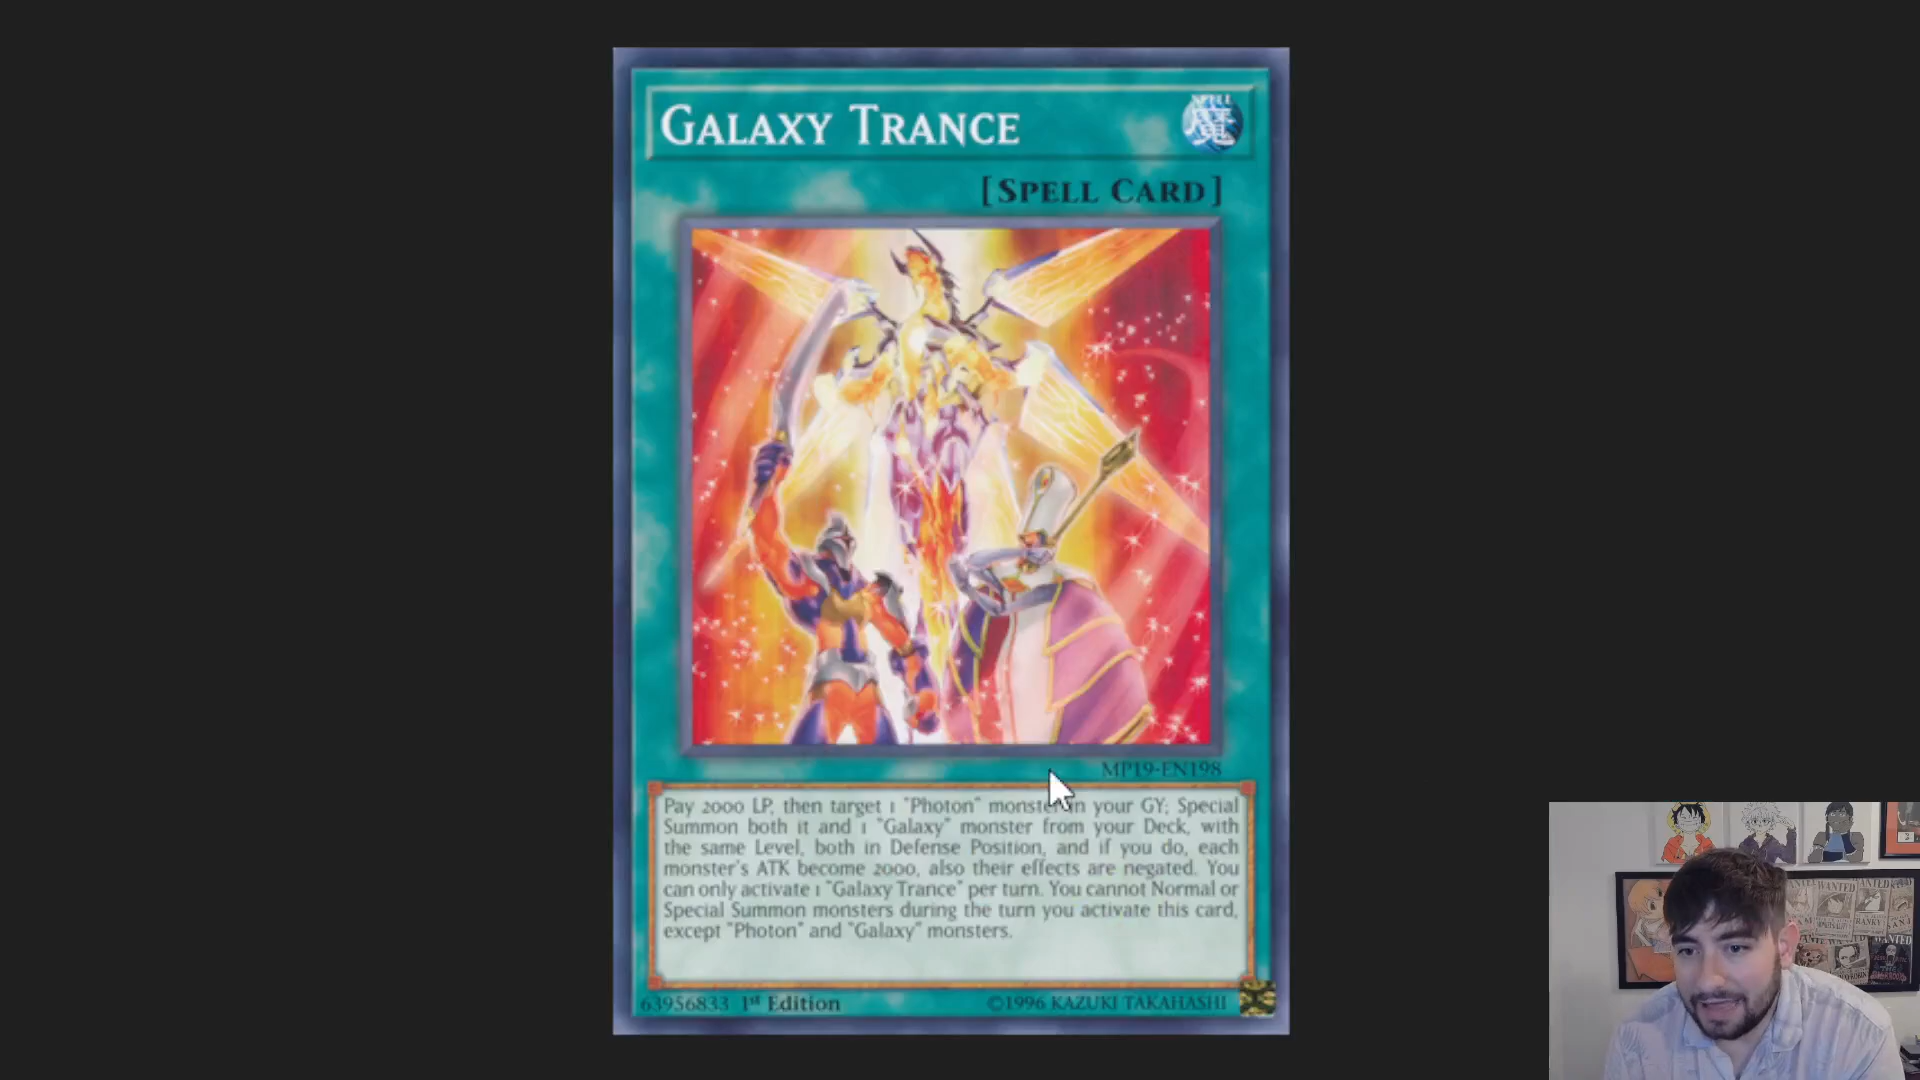 GALAXY TRANCE
SPELL
魔
[SPELL CARD]
MP19-EN198
Pay 2000 LP, then target 1 "Photon" monster in your GY; Special
Summon both it and 1 "Galaxy" monster from your Deck, with
the same Level, both in Defense Position, and if you do, each
monster's ATK become 2000, also their effects are negated. You
can only activate 1 "Galaxy Trance" per turn. You cannot Normal or
Special Summon monsters during the turn you activate this card,
except "Photon" and "Galaxy" monsters.
63956833 1st Edition
©1996 KAZUKI TAKAHASHI
WANTED